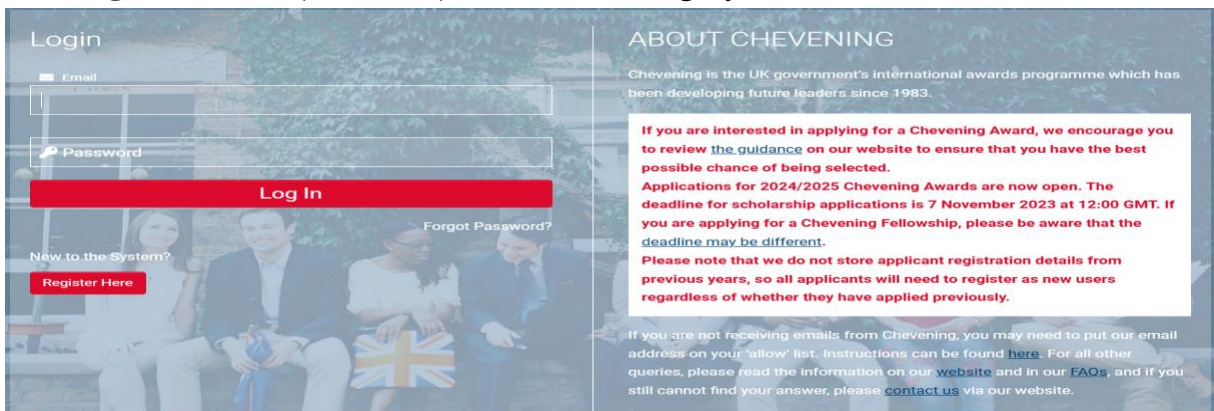 Login
Email
Password
Log In
Forgot Password?
New to the System?
Register Here
ABOUT CHEVENING
Chevening is the UK government's international awards programme which has
been developing future leaders since 1983.
If you are interested in applying for a Chevening Award, we encourage you
to review the guidance on our website to ensure that you have the best
possible chance of being selected.
Applications for 2024/2025 Chevening Awards are now open. The
deadline for scholarship applications is 7 November 2023 at 12:00 GMT. If
you are applying for a Chevening Fellowship, please be aware that the
deadline may be different.
Please note that we do not store applicant registration details from
previous years, so all applicants will need to register as new users
regardless of whether they have applied previously.
If you are not receiving emails from Chevening, you may need to put our email
address on your 'allow' list. Instructions can be found here. For all other
queries, please read the information on our website and in our FAQs, and if you
still cannot find your answer, please contact us via our website.